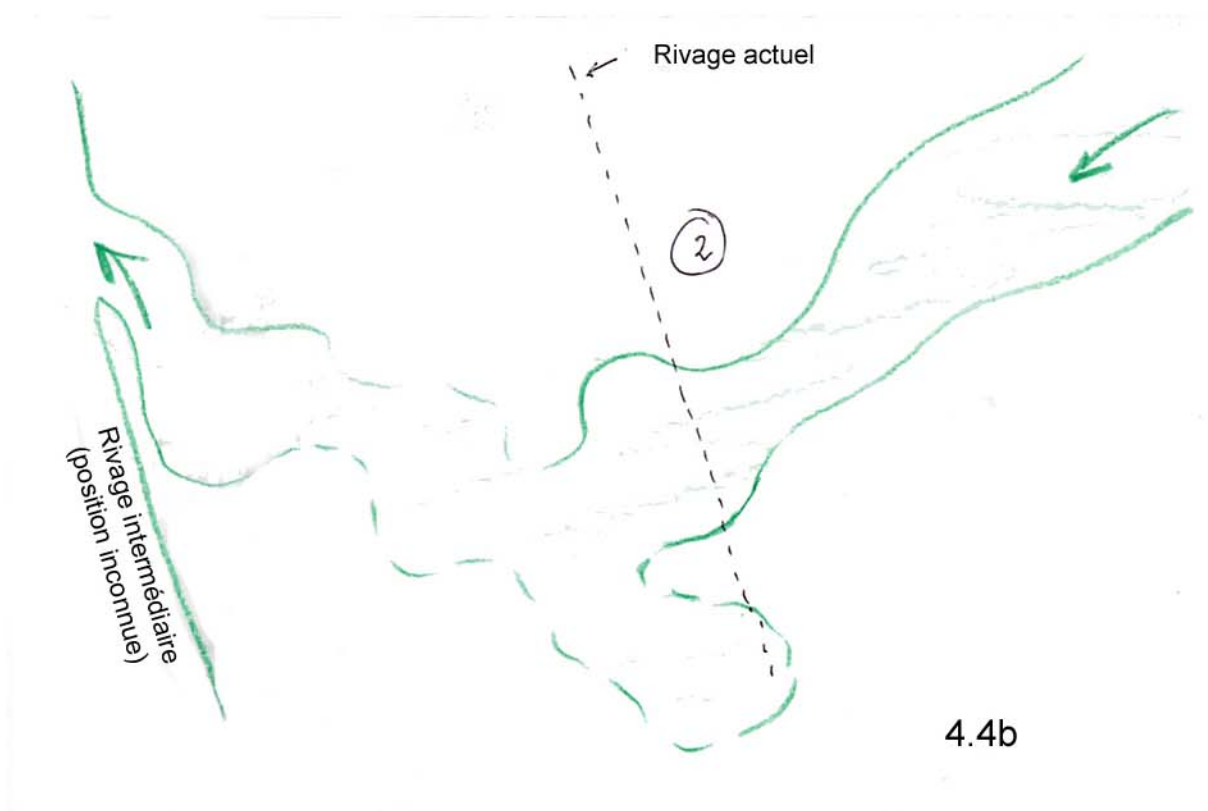 Rivage actuel
2
Rivage intermédiaire
(position inconnue)
4.4b